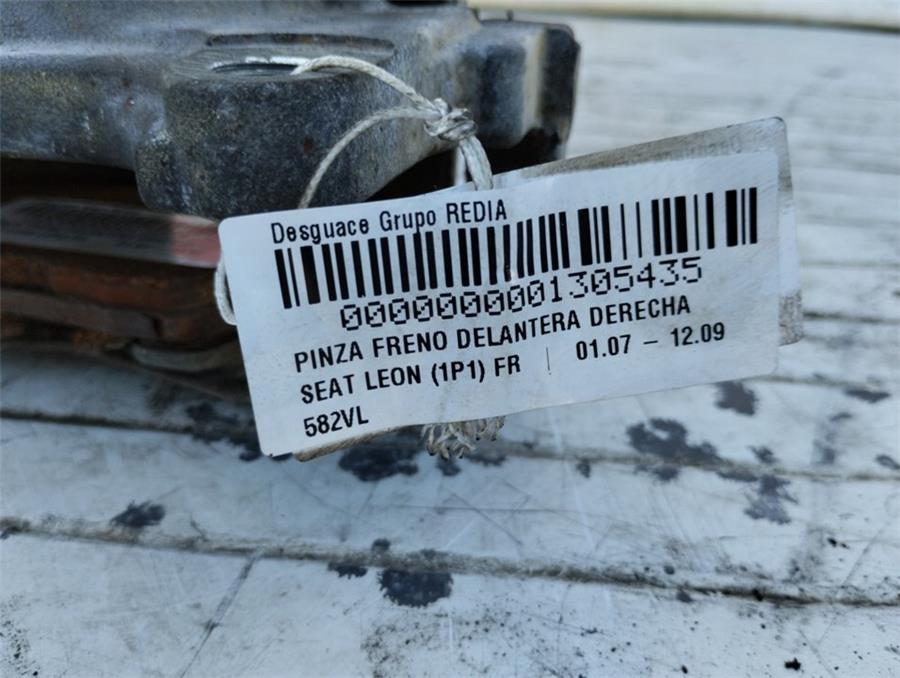 Desguace Grupo REDIA
0000000001305435
PINZA FRENO DELANTERA DERECHA
SEAT LEON (1P1) FR | 01.07 - 12.09
582VL